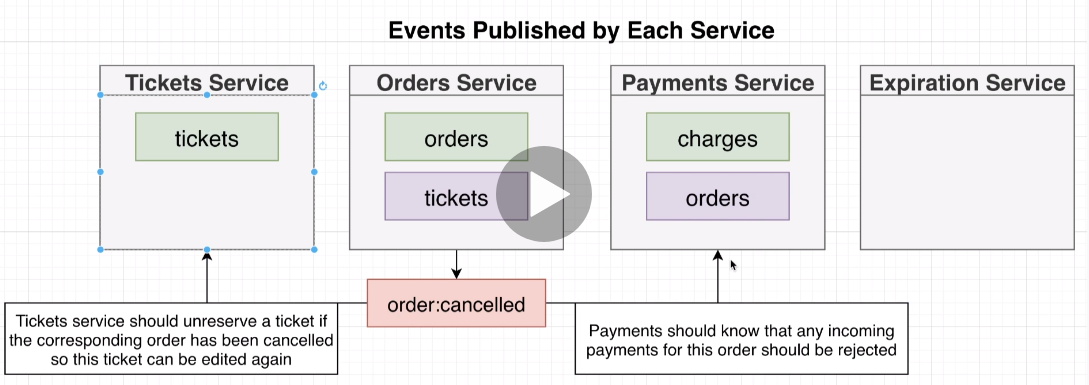 Events Published by Each Service
Tickets Service
Orders Service
Payments Service
Expiration Service
tickets
orders
tickets
charges
orders
order:cancelled
Tickets service should unreserve a ticket if
the corresponding order has been cancelled
so this ticket can be edited again
Payments should know that any incoming
payments for this order should be rejected